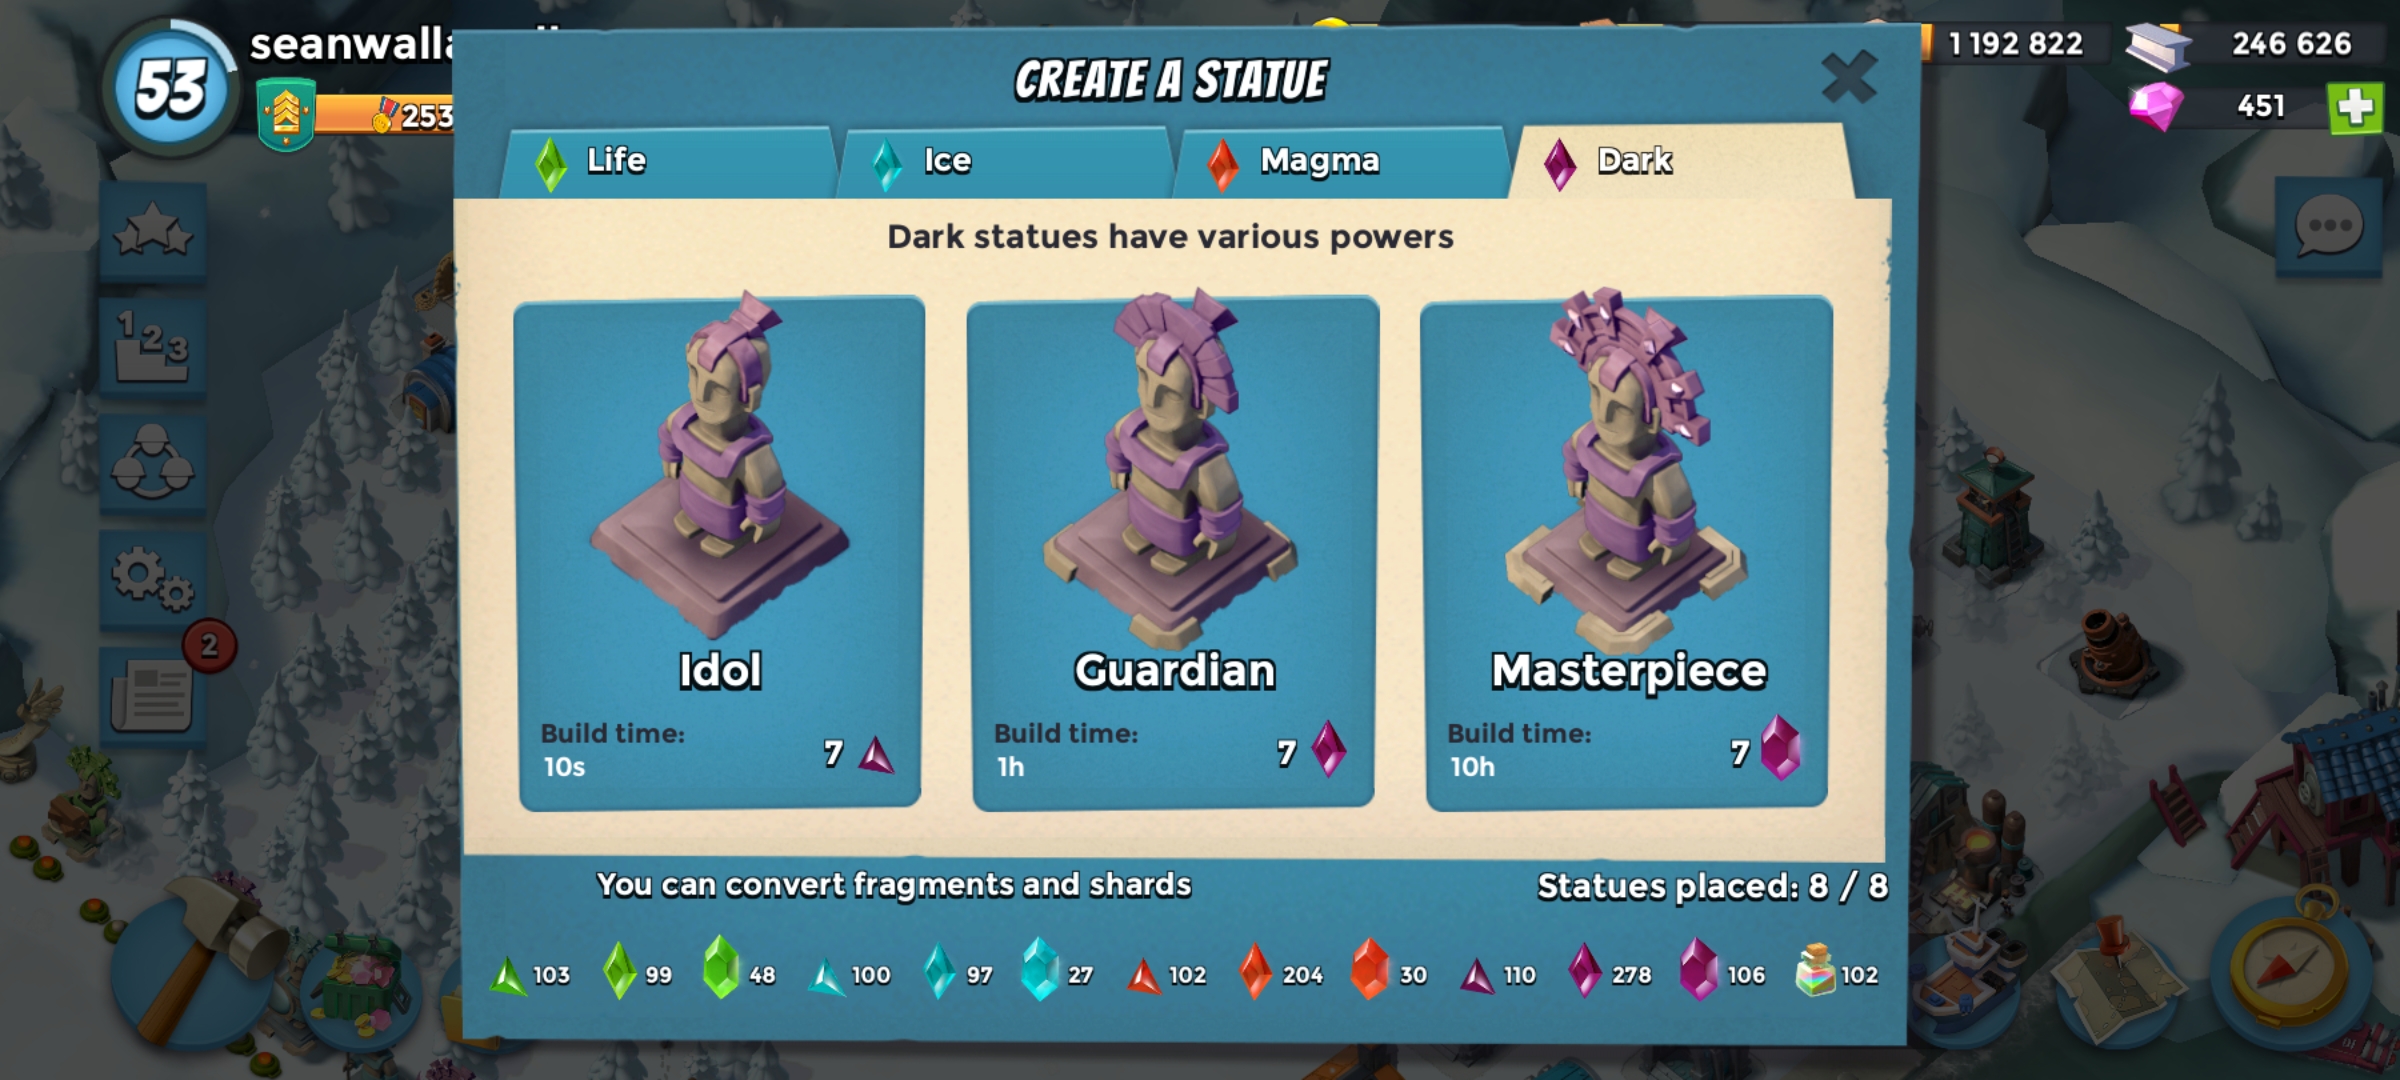 53
253
1 192 822
246 626
451
CREATE A STATUE
Life
Ice
Magma
Dark
Dark statues have various powers
1 2 3
2
Idol
Build time:
10s
7
Guardian
Build time:
1h
7
Masterpiece
Build time:
10h
7
You can convert fragments and shards
Statues placed: 8 / 8
103 99 48 100 97 27 102 204 30 110 278 106 102